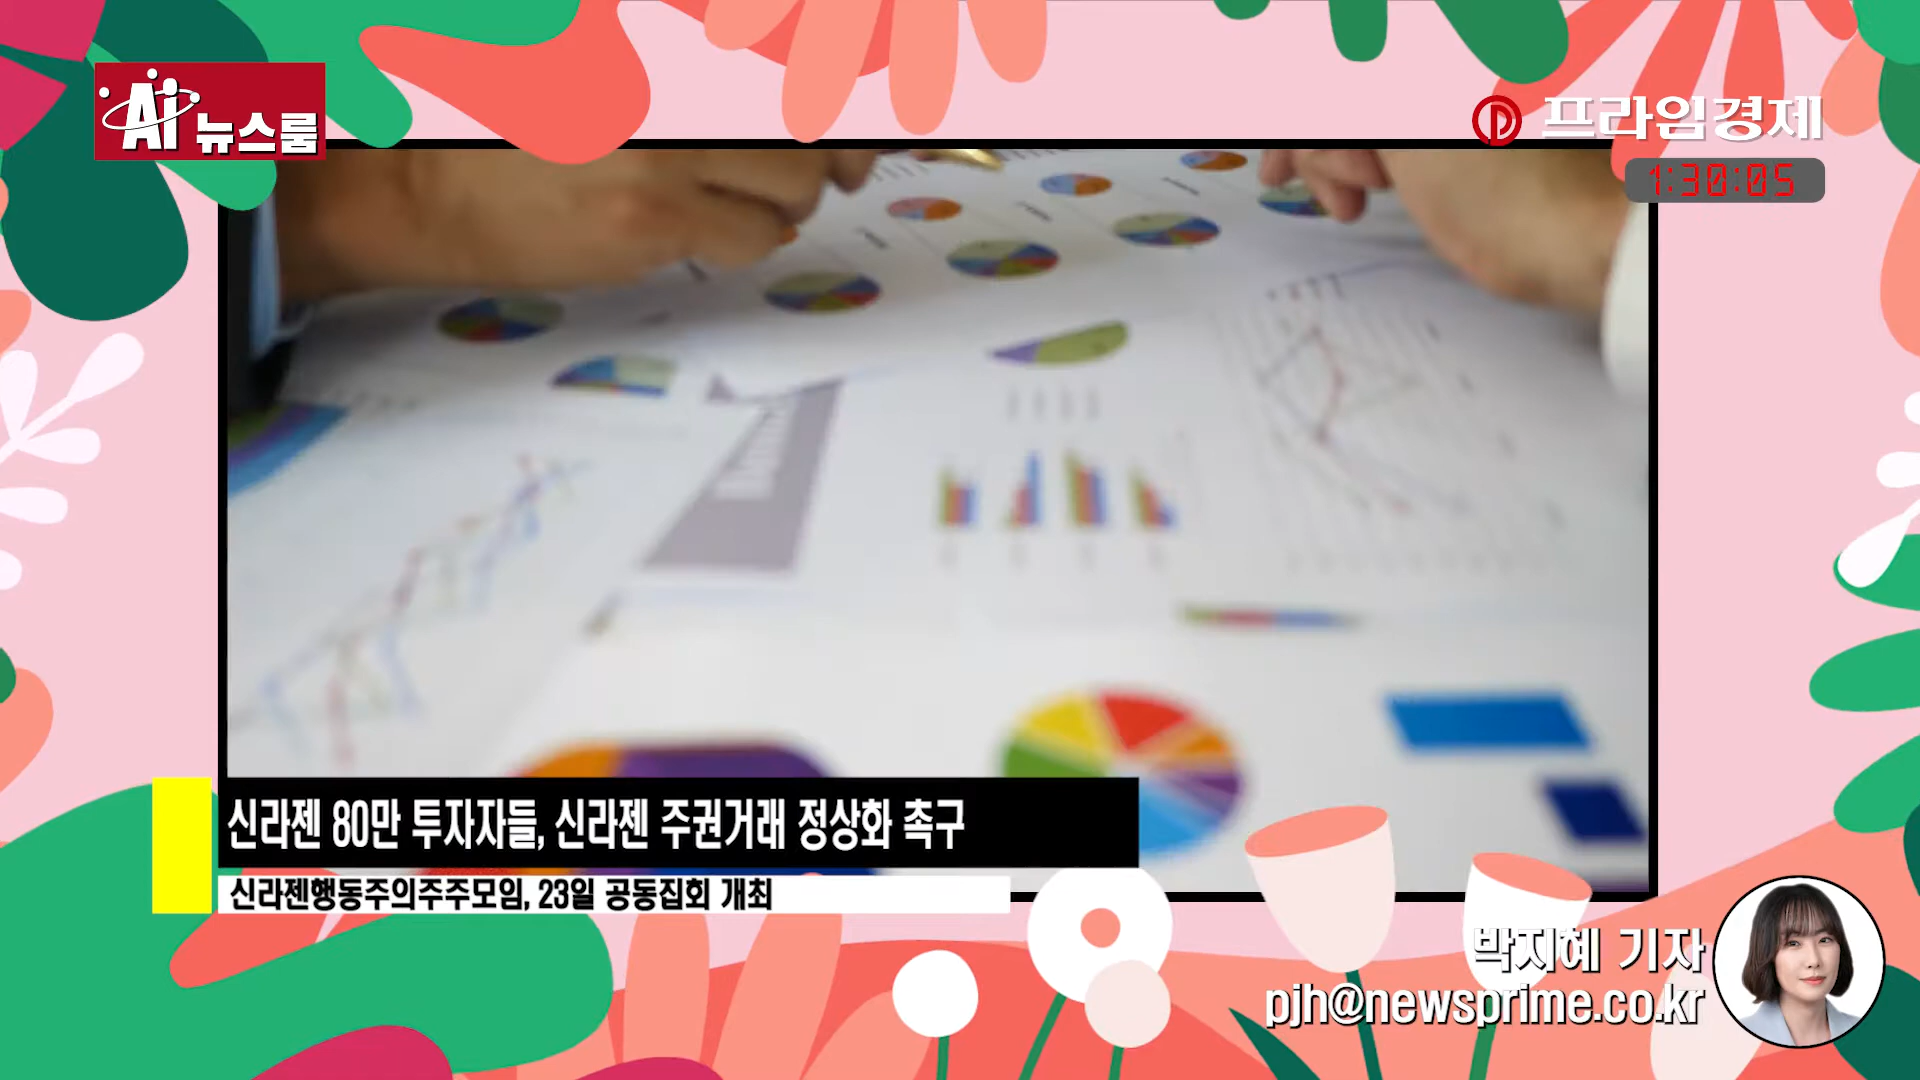 Ai 뉴스룸
프라임경제
1:30:05
신라젠 80만 투자자들, 신라젠 주권거래 정상화 촉구
신라젠행동주의주주모임, 23일 공동집회 개최
박지혜 기자
pjh@newsprime.co.kr